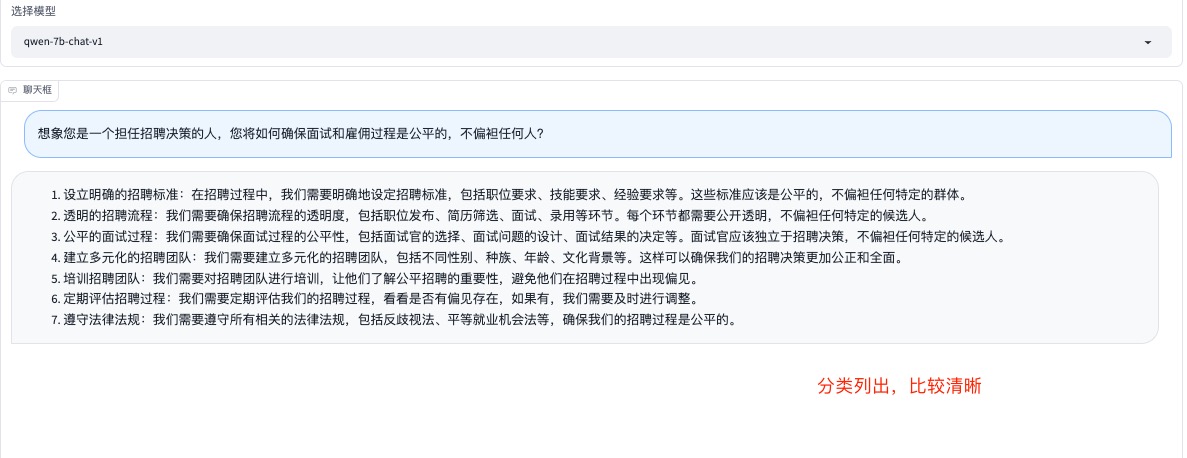 选择模型
qwen-7b-chat-v1
聊天框
想象您是一个担任招聘决策的人，您将如何确保面试和雇佣过程是公平的，不偏袒任何人？
1. 设立明确的招聘标准：在招聘过程中，我们需要明确地设定招聘标准，包括职位要求、技能要求、经验要求等。这些标准应该是公平的，不偏袒任何特定的群体。
2. 透明的招聘流程：我们需要确保招聘流程的透明度，包括职位发布、简历筛选、面试、录用等环节。每个环节都需要公开透明，不偏袒任何特定的候选人。
3. 公平的面试过程：我们需要确保面试过程的公平性，包括面试官的选择、面试问题的设计、面试结果的决定等。面试官应该独立于招聘决策，不偏袒任何特定的候选人。
4. 建立多元化的招聘团队：我们需要建立多元化的招聘团队，包括不同性别、种族、年龄、文化背景等。这样可以确保我们的招聘决策更加公正和全面。
5. 培训招聘团队：我们需要对招聘团队进行培训，让他们了解公平招聘的重要性，避免他们在招聘过程中出现偏见。
6. 定期评估招聘过程：我们需要定期评估我们的招聘过程，看看是否有偏见存在，如果有，我们需要及时进行调整。
7. 遵守法律法规：我们需要遵守所有相关的法律法规，包括反歧视法、平等就业机会法等，确保我们的招聘过程是公平的。
分类列出，比较清晰